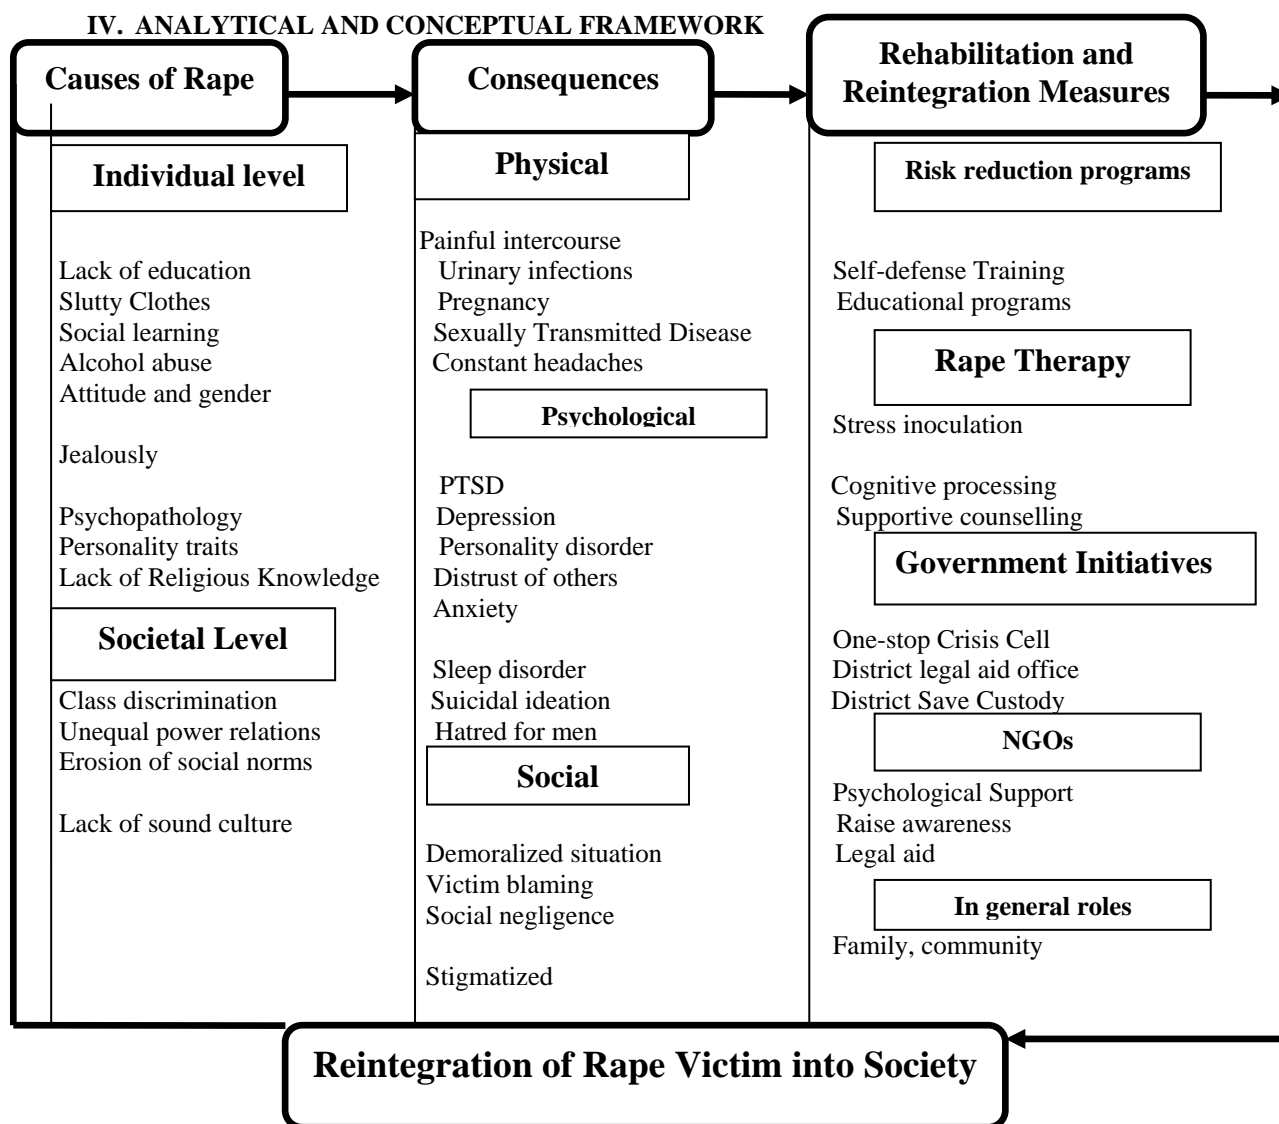 IV. ANALYTICAL AND CONCEPTUAL FRAMEWORK
Causes of Rape
Individual level
Lack of education
Slutty Clothes
Social learning
Alcohol abuse
Attitude and gender
Jealously
Psychopathology
Personality traits
Lack of Religious Knowledge
Societal Level
Class discrimination
Unequal power relations
Erosion of social norms
Lack of sound culture
Consequences
Physical
Painful intercourse
Urinary infections
Pregnancy
Sexually Transmitted Disease
Constant headaches
Psychological
PTSD
Depression
Personality disorder
Distrust of others
Anxiety
Sleep disorder
Suicidal ideation
Hatred for men
Social
Demoralized situation
Victim blaming
Social negligence
Stigmatized
Rehabilitation and
Reintegration Measures
Risk reduction programs
Self-defense Training
Educational programs
Rape Therapy
Stress inoculation
Cognitive processing
Supportive counselling
Government Initiatives
One-stop Crisis Cell
District legal aid office
District Save Custody
NGOs
Psychological Support
Raise awareness
Legal aid
In general roles
Family, community
Reintegration of Rape Victim into Society